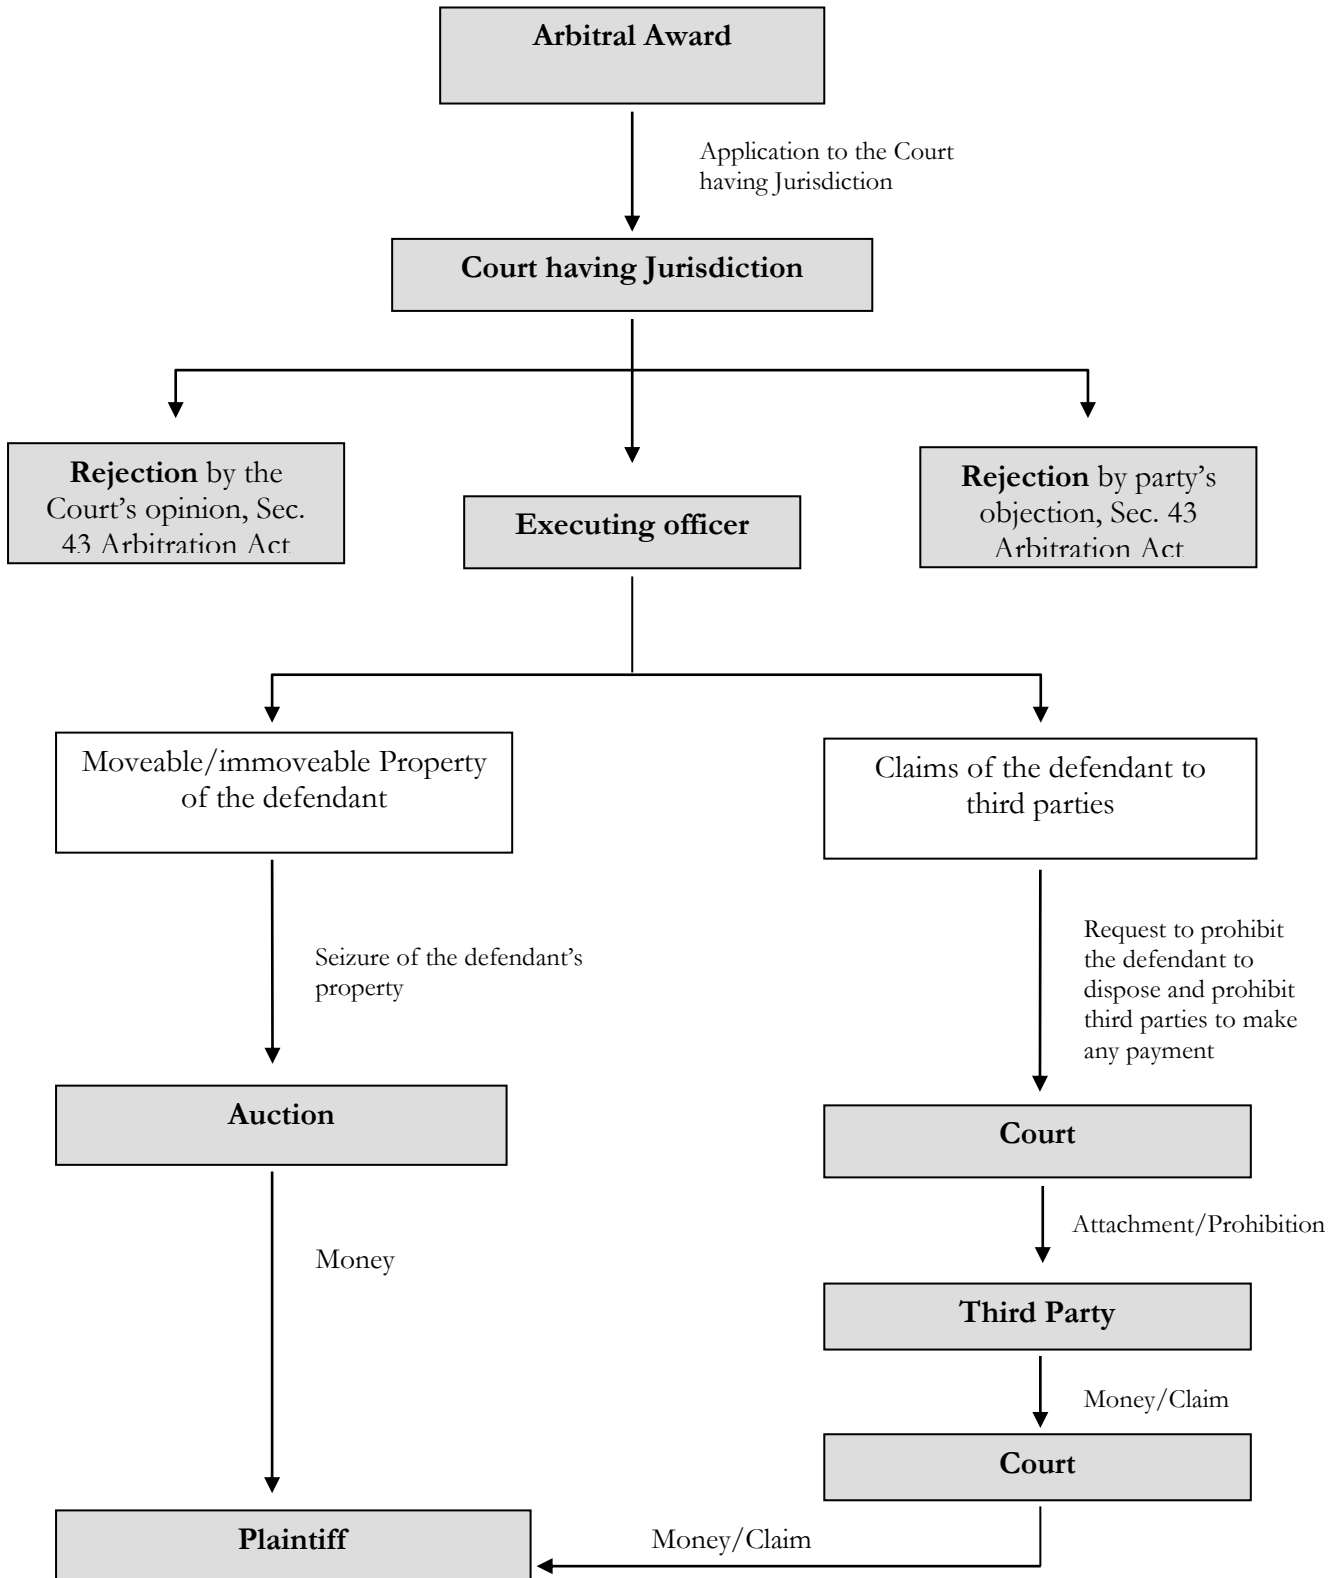 Arbitral Award
Application to the Court
having Jurisdiction
Court having Jurisdiction
Rejection by the
Court’s opinion, Sec.
43 Arbitration Act
Executing officer
Rejection by party’s
objection, Sec. 43
Arbitration Act
Moveable/immoveable Property
of the defendant
Claims of the defendant to
third parties
Seizure of the defendant’s
property
Request to prohibit
the defendant to
dispose and prohibit
third parties to make
any payment
Auction
Court
Attachment/Prohibition
Money
Third Party
Money/Claim
Court
Plaintiff
Money/Claim